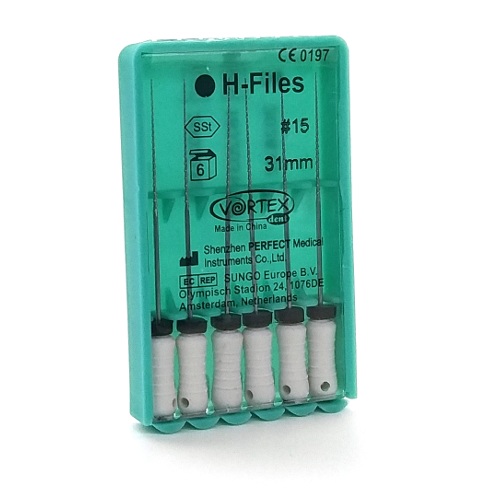 CE 0197
H-Files
SSt
#15
6
31mm
V@RTEX
dent
Made in China
Shenzhen PERFECT Medical
Instruments Co.,Ltd.
EC REP SUNGO Europe B.V.
Olympisch Stadion 24, 1076DE
Amsterdam, Netherlands